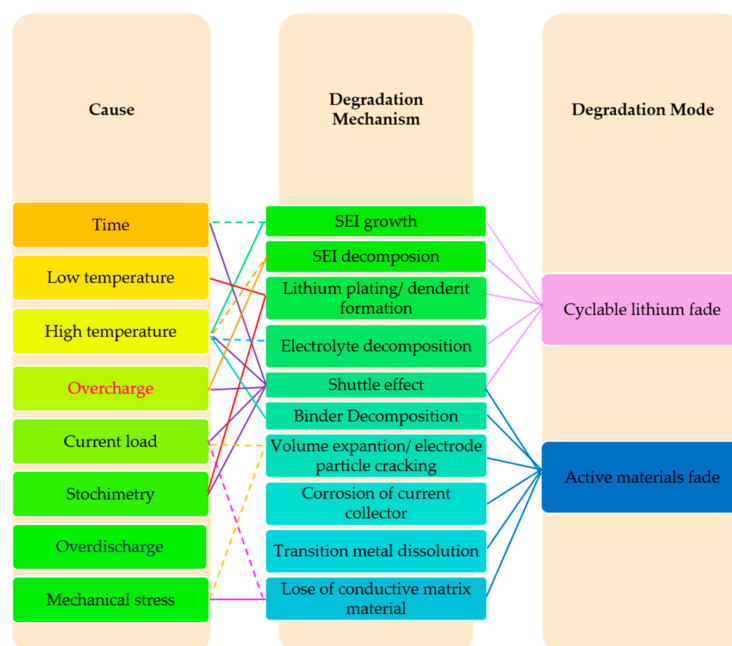 Cause
Degradation
Mechanism
Degradation Mode
Time
Low temperature
High temperature
Overcharge
Current load
Stochimetry
Overdischarge
Mechanical stress
SEI growth
SEI decomposion
Lithium plating/ denderit
formation
Electrolyte decomposition
Shuttle effect
Binder Decomposition
Volume expantion/ electrode
particle cracking
Corrosion of current
collector
Transition metal dissolution
Lose of conductive matrix
material
Cyclable lithium fade
Active materials fade